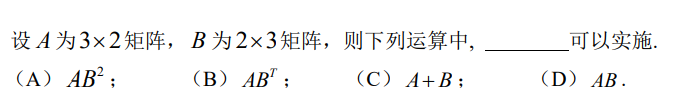 设 A 为 3×2 矩阵， B 为 2×3 矩阵，则下列运算中, ________可以实施.
（A） AB²； （B） ABᵀ； （C） A+B； （D） AB.